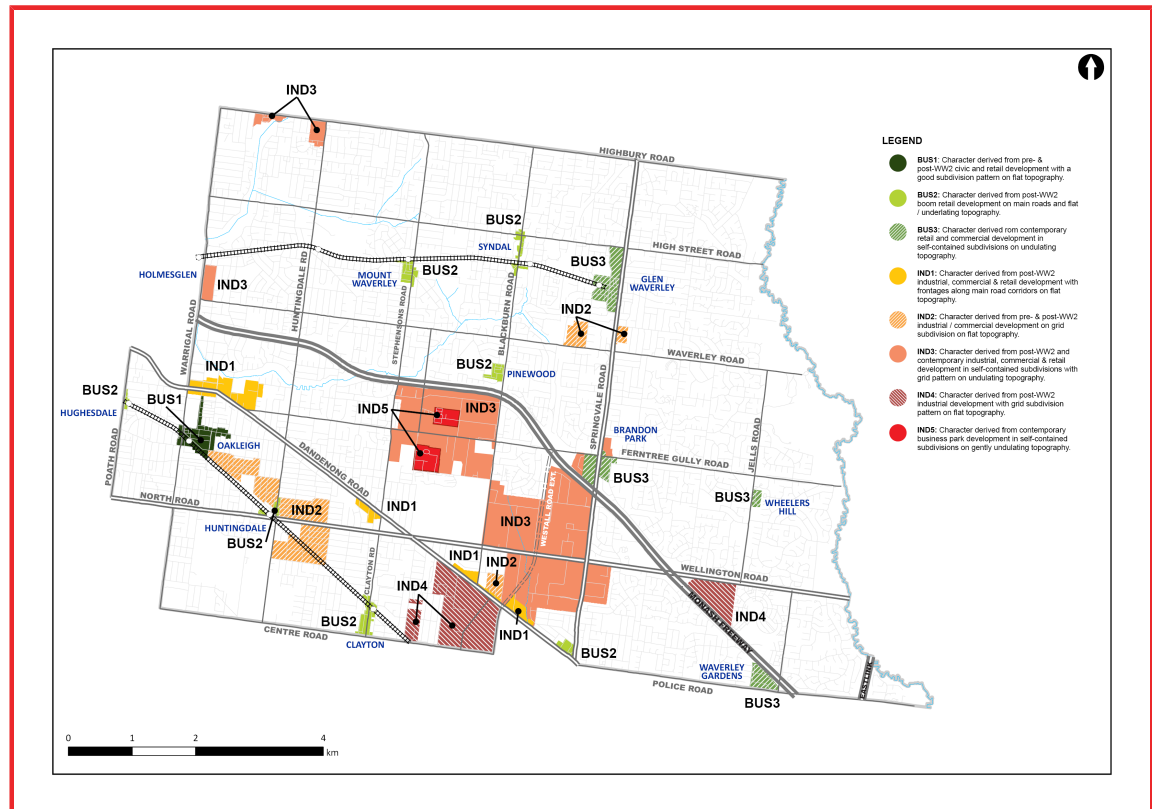 IND3
HIGHBURY ROAD
BUS2
SYNDAL
HIGH STREET ROAD
HOLMESGLEN
IND3
HUNTINGDALE RD
MOUNT
WAVERLEY
BUS2
STEPHENSONS ROAD
BLACKBURN ROAD
BUS3
GLEN
WAVERLEY
IND2
WAVERLEY ROAD
WARRIGAL ROAD
IND1
BUS2
PINEWOOD
BUS2
HUGHESDALE
BUS1
OAKLEIGH
POATH ROAD
IND5
IND3
SPRINGVALE ROAD
BRANDON
PARK
FERNTREE GULLY ROAD
JELLS ROAD
BUS3
BUS3
WHEELERS
HILL
DANDENONG ROAD
NORTH ROAD
IND2
HUNTINGDALE
BUS2
IND1
IND3
WESTALL ROAD EXT.
IND1
IND2
WELLINGTON ROAD
CLAYTON RD
IND4
IND4
MONASH FREEWAY
BUS2
CLAYTON
CENTRE ROAD
IND1
BUS2
WAVERLEY
GARDENS
POLICE ROAD
BUS3
EASTLINK
0 1 2 4
km
LEGEND
BUS1: Character derived from pre- &
post-WW2 civic and retail development with a
good subdivision pattern on flat topography.
BUS2: Character derived from post-WW2
boom retail development on main roads and flat
/ underlating topography.
BUS3: Character derived rom contemporary
retail and commercial development in
self-contained subdivisions on undulating
topography.
IND1: Character derived from post-WW2
industrial, commercial & retail development with
frontages along main road corridors on flat
topography.
IND2: Character derived from pre- & post-WW2
industrial / commercial development on grid
subdivision on flat topography.
IND3: Character derived from post-WW2 and
contemporary industrial, commercial & retail
development in self-contained subdivisions with
grid pattern on undulating topography.
IND4: Character derived from post-WW2
industrial development with grid subdivision
pattern on flat topography.
IND5: Character derived from contemporary
business park development in self-contained
subdivisions on gently undulating topography.